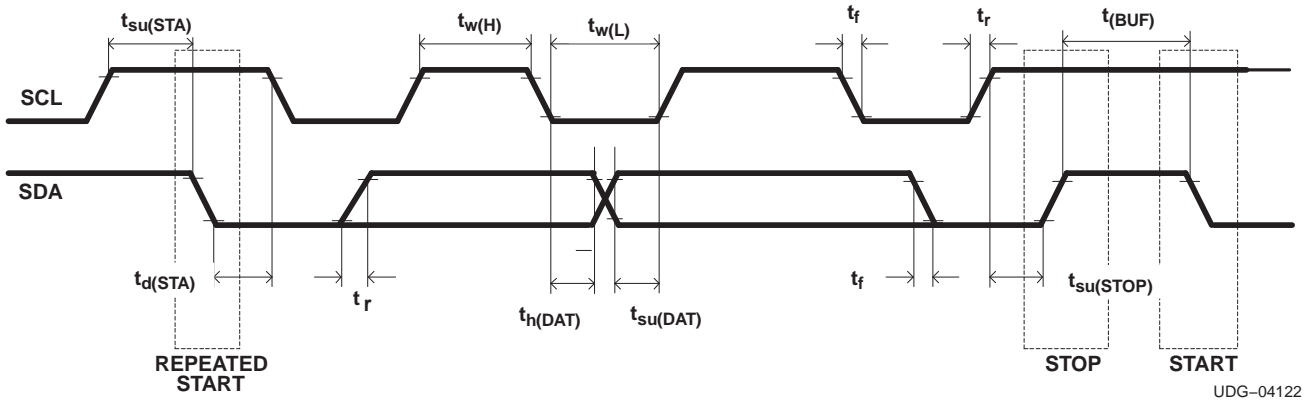 tsu(STA)
tw(H)
tw(L)
tf
tr
t(BUF)
SCL
SDA
td(STA)
tr
th(DAT)
tsu(DAT)
tf
tsu(STOP)
REPEATED
START
STOP
START
UDG–04122